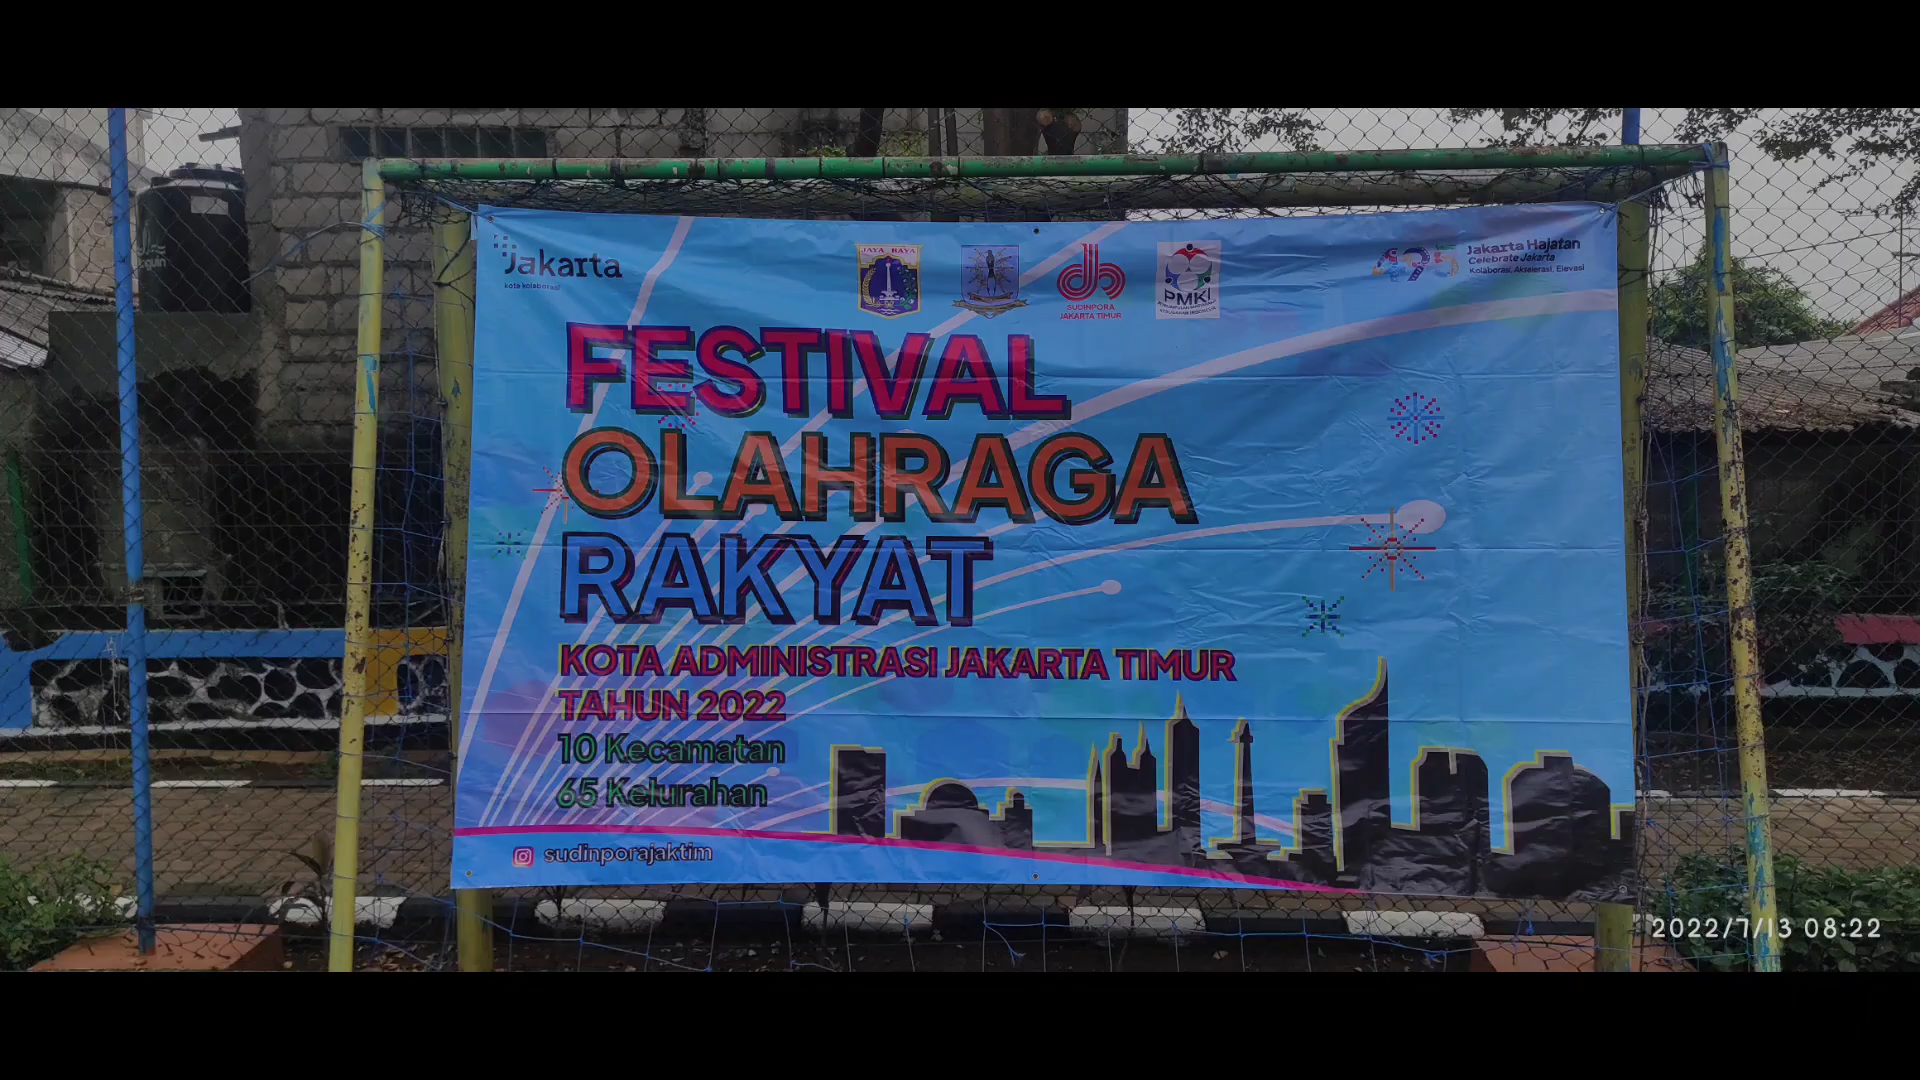 Jakarta
kota kolaborasi
JAYA RAYA
SUDINPORA
JAKARTA TIMUR
PMKI
Jakarta Hajatan
Celebrate Jakarta
Kolaborasi, Akselerasi, Elevasi
FESTIVAL
OLAHRAGA
RAKYAT
KOTA ADMINISTRASI JAKARTA TIMUR
TAHUN 2022
10 Kecamatan
65 Kelurahan
sudinporajaktim
2022/7/13 08:22